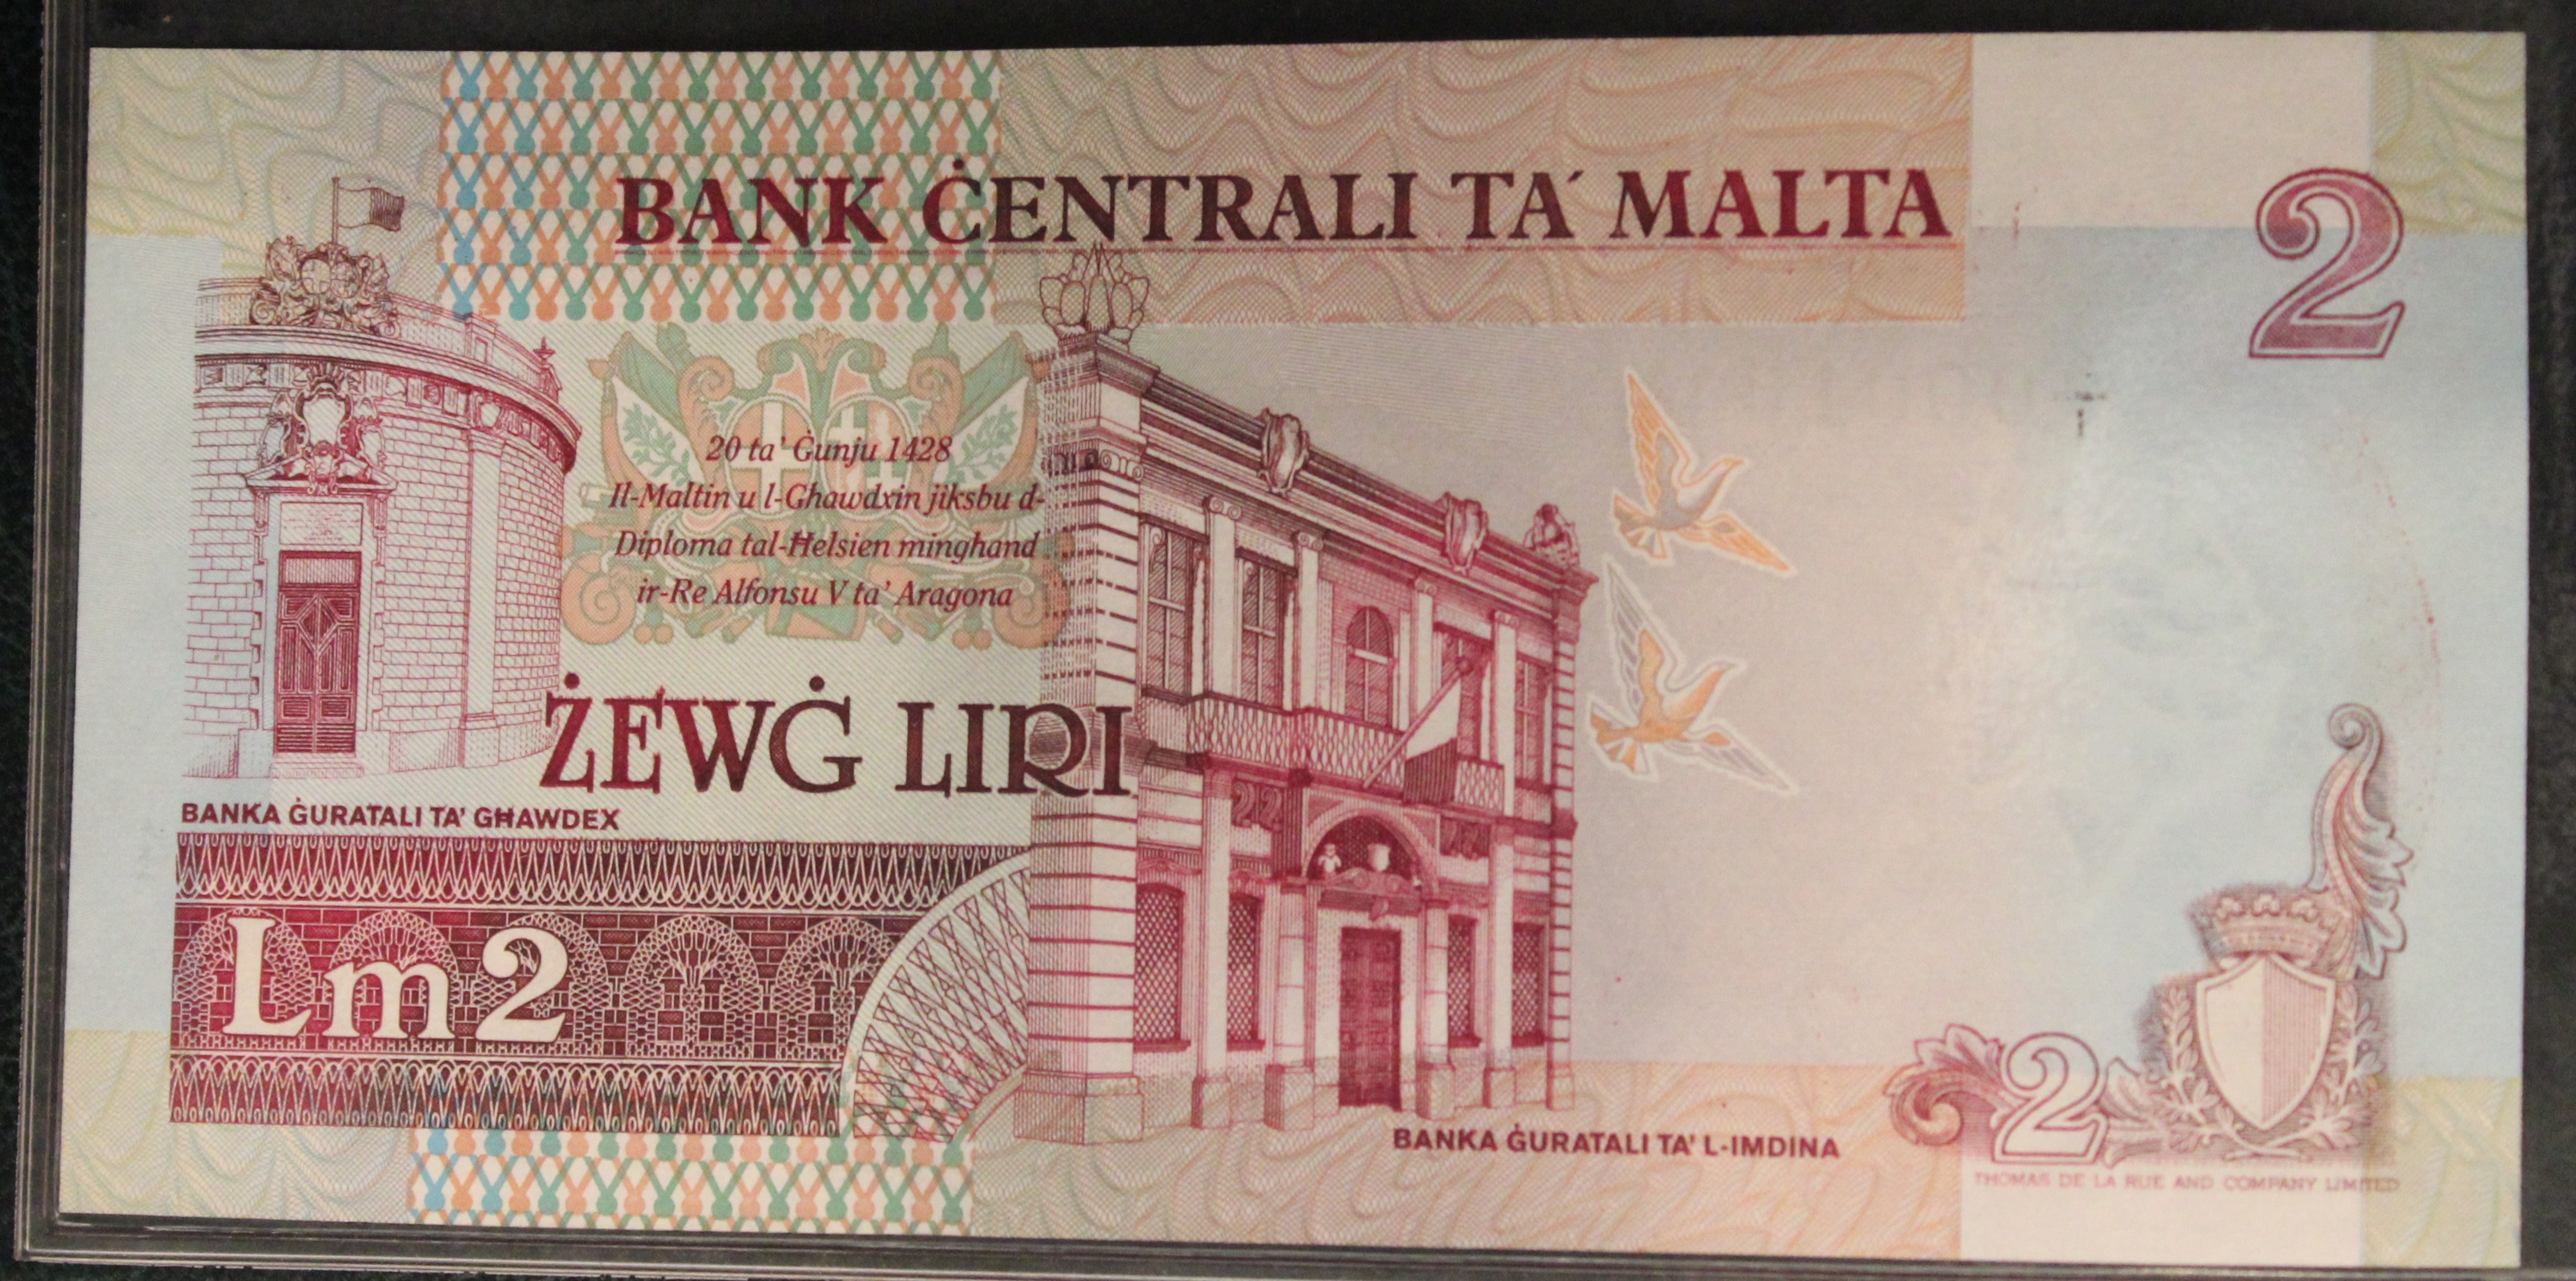 BANK ĊENTRALI TA' MALTA
2
20 ta' Ġunju 1428
Il-Maltin u l-Għawdxin jiksbu d-
Diploma tal-Ħelsien mingħand
ir-Re Alfonsu V ta' Aragona
ŻEWĠ LIRI
BANKA ĠURATALI TA' GĦAWDEX
Lm2
22
22
BANKA ĠURATALI TA' L-IMDINA
2
THOMAS DE LA RUE AND COMPANY LIMITED